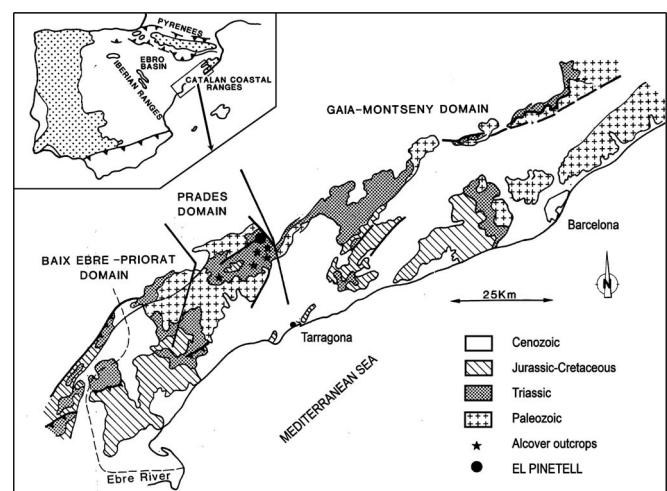 PYRENEES
EBRO
BASIN
IBERIAN RANGES
CATALAN COASTAL
RANGES
GAIA-MONTSENY DOMAIN
PRADES
DOMAIN
BAIX EBRE -PRIORAT
DOMAIN
Barcelona
N
25Km
Tarragona
MEDITERRANEAN SEA
Ebre River
Cenozoic
Jurassic-Cretaceous
Triassic
Paleozoic
Alcover outcrops
EL PINETELL